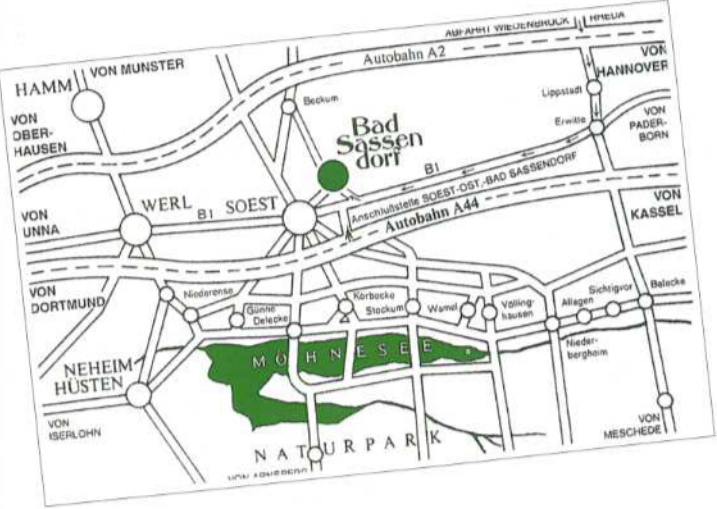 ABFAHRT WIEDENBRÜCK
RHEDA
VON
HANNOVER
Autobahn A2
VON MÜNSTER
HAMM
VON
OBER-
HAUSEN
Beckum
Lippstadt
Erwitte
VON
PADER-
BORN
Bad
Sassen
dorf
B1
Anschlußstelle SOEST-OST,-BAD SASSENDORF
Autobahn A44
WERL
B1
SOEST
VON
UNNA
VON
KASSEL
VON
DORTMUND
Niederense
Günne
Delecke
Körbecke
Stockum
Wamel
Völling-
hausen
Allagen
Sichtigvor
Belecke
Nieder-
bergheim
MÖHNESEE
NEHEIM
HÜSTEN
VON
ISERLOHN
NATURPARK
VON ARNSBERG
VON
MESCHEDE